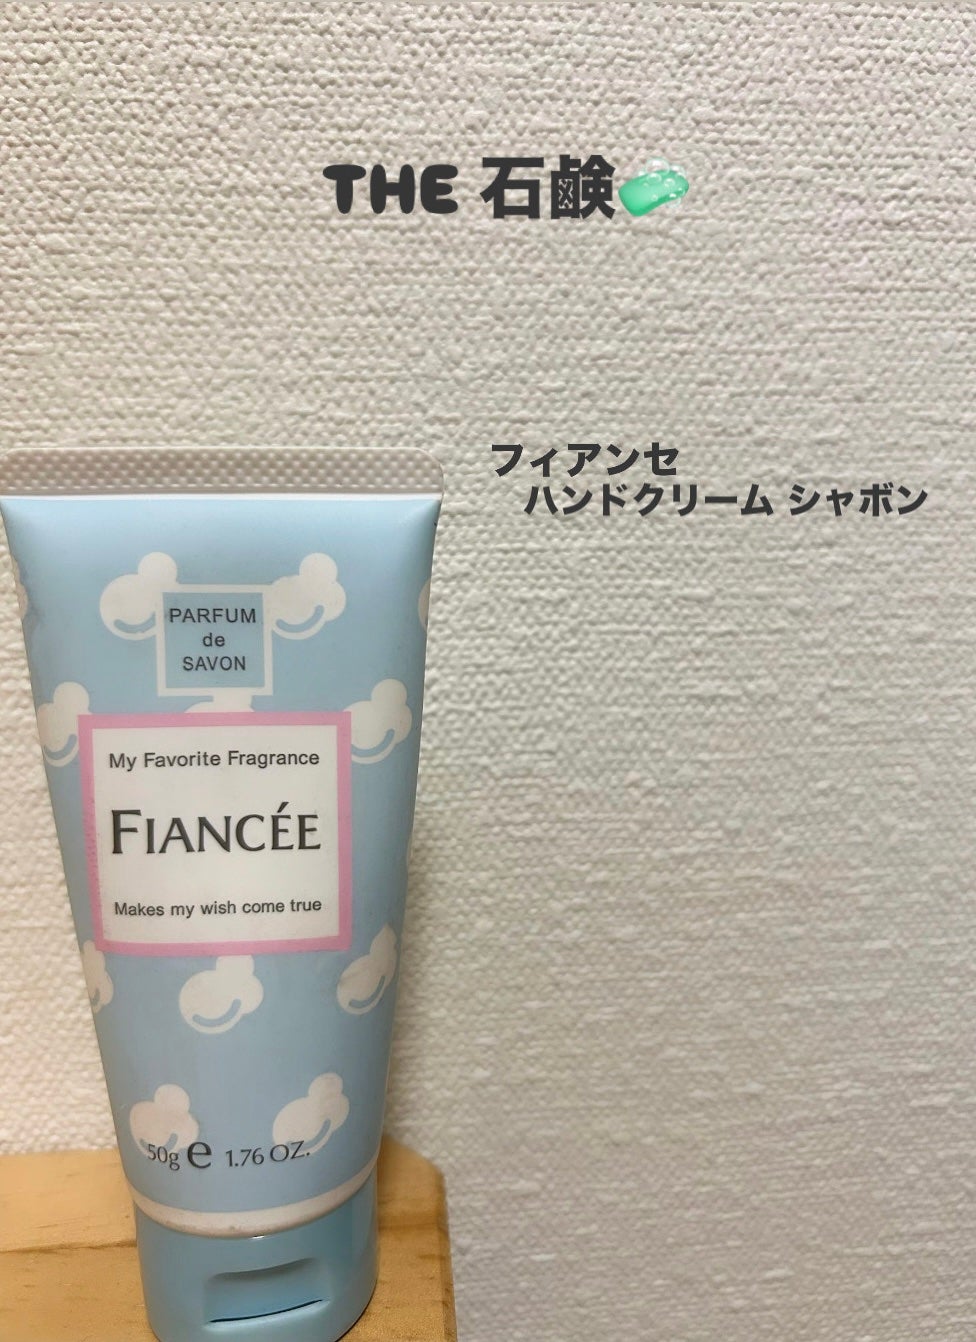 THE 石鹸🧼
フィアンセ
ハンドクリーム シャボン
PARFUM
de
SAVON
My Favorite Fragrance
FIANCÉE
Makes my wish come true
50g e 1.76 OZ.